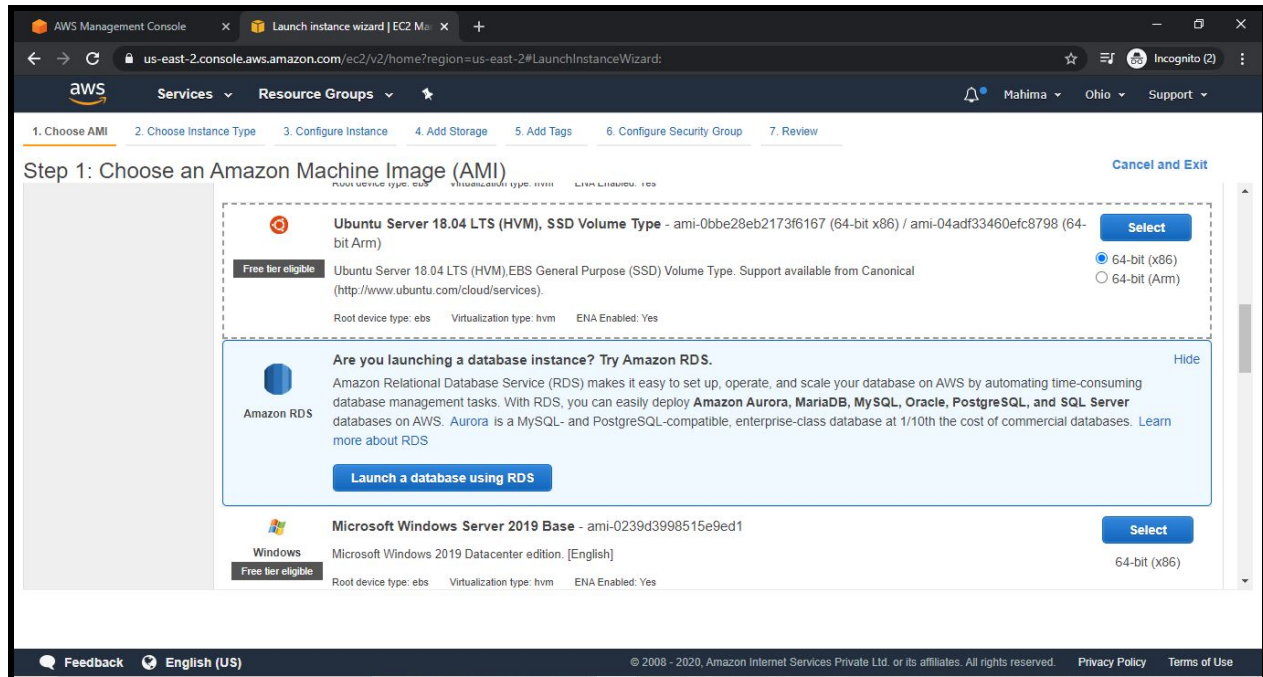 AWS Management Console
Launch instance wizard | EC2 Ma
us-east-2.console.aws.amazon.com/ec2/v2/home?region=us-east-2#LaunchInstanceWizard:
Incognito (2)
aws
Services
Resource Groups
Mahima
Ohio
Support
1. Choose AMI 2. Choose Instance Type 3. Configure Instance 4. Add Storage 5. Add Tags 6. Configure Security Group 7. Review
Step 1: Choose an Amazon Machine Image (AMI)
Cancel and Exit
Root device type: ebs Virtualization type: hvm ENA Enabled: Yes
Ubuntu Server 18.04 LTS (HVM), SSD Volume Type - ami-0bbe28eb2173f6167 (64-bit x86) / ami-04adf33460efc8798 (64-
bit Arm)
Select
Free tier eligible
Ubuntu Server 18.04 LTS (HVM),EBS General Purpose (SSD) Volume Type. Support available from Canonical
(http://www.ubuntu.com/cloud/services).
64-bit (x86)
64-bit (Arm)
Root device type: ebs Virtualization type: hvm ENA Enabled: Yes
Are you launching a database instance? Try Amazon RDS.
Hide
Amazon RDS
Amazon Relational Database Service (RDS) makes it easy to set up, operate, and scale your database on AWS by automating time-consuming
database management tasks. With RDS, you can easily deploy Amazon Aurora, MariaDB, MySQL, Oracle, PostgreSQL, and SQL Server
databases on AWS. Aurora is a MySQL- and PostgreSQL-compatible, enterprise-class database at 1/10th the cost of commercial databases. Learn
more about RDS
Launch a database using RDS
Microsoft Windows Server 2019 Base - ami-0239d3998515e9ed1
Select
Windows
Free tier eligible
Microsoft Windows 2019 Datacenter edition. [English]
64-bit (x86)
Root device type: ebs Virtualization type: hvm ENA Enabled: Yes
Feedback
English (US)
© 2008 - 2020, Amazon Internet Services Private Ltd. or its affiliates. All rights reserved.
Privacy Policy
Terms of Use